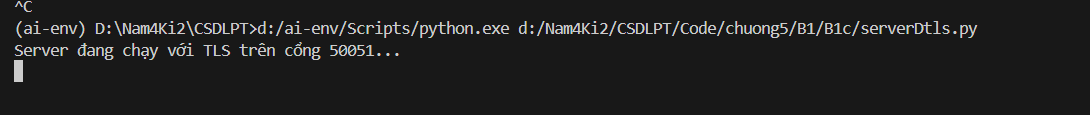 ^C
(ai-env) D:\Nam4Ki2\CSDLPT>d:/ai-env/Scripts/python.exe d:/Nam4Ki2/CSDLPT/Code/chuong5/B1/B1c/serverDtls.py
Server đang chạy với TLS trên cổng 50051...